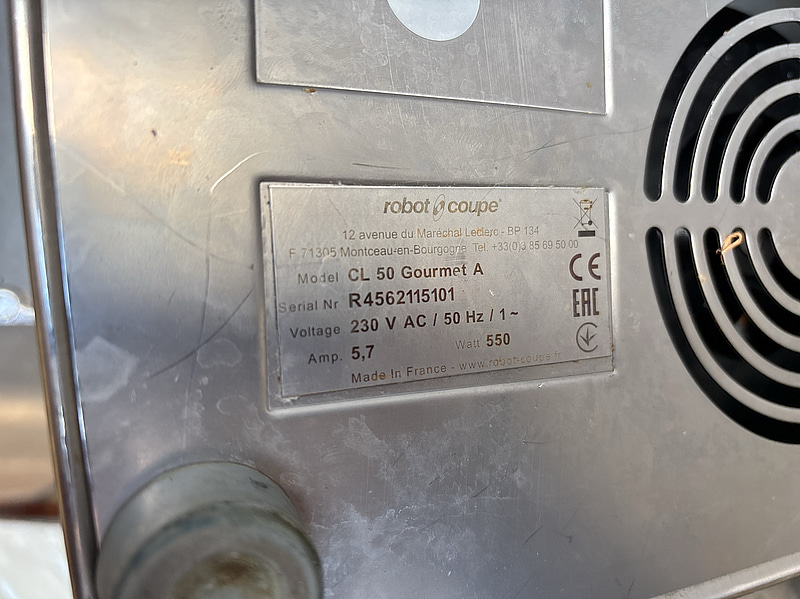 robot coupe®
12 avenue du Maréchal Leclerc - BP 134
F 71305 Montceau-en-Bourgogne Tel. +33(0)3 85 69 50 00
Model CL 50 Gourmet A
Serial Nr R4562115101
Voltage 230 V AC / 50 Hz / 1~
Amp. 5,7 Watt 550
Made In France - www.robot-coupe.fr
CE
EAC